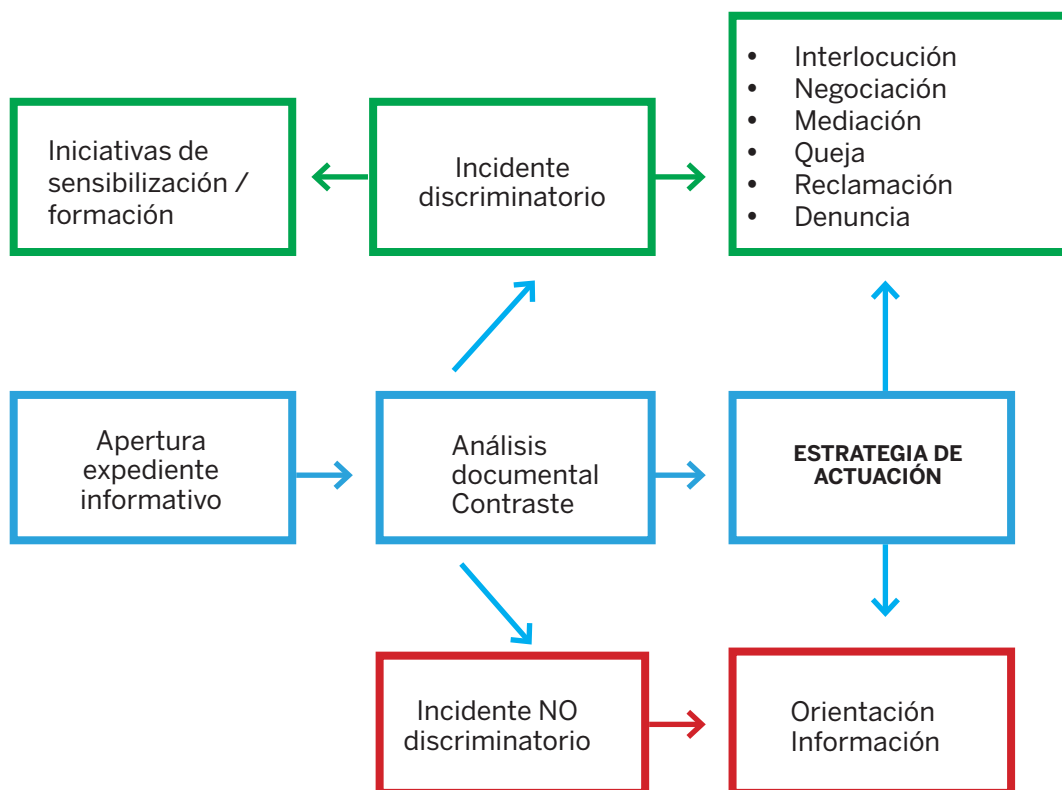 Iniciativas de
sensibilización /
formación
Incidente
discriminatorio
• Interlocución
• Negociación
• Mediación
• Queja
• Reclamación
• Denuncia
Apertura
expediente
informativo
Análisis
documental
Contraste
ESTRATEGIA DE
ACTUACIÓN
Incidente NO
discriminatorio
Orientación
Información